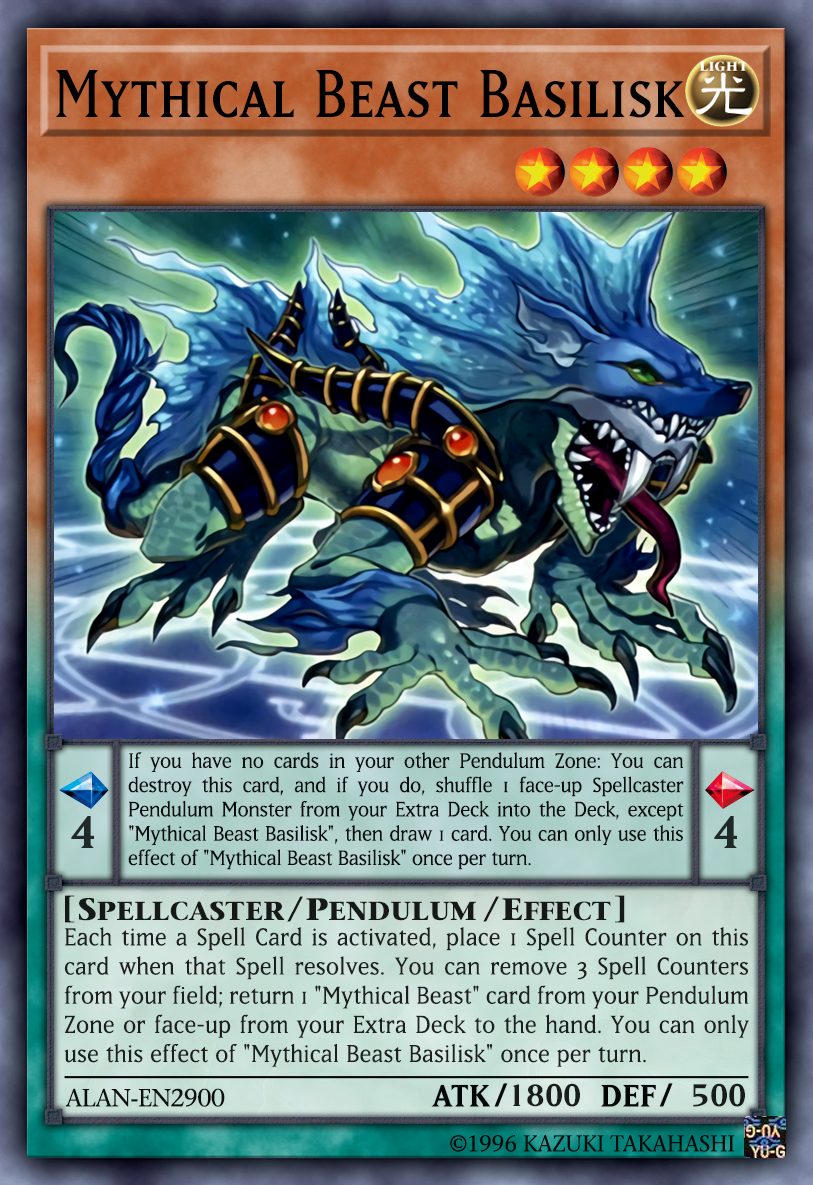 Mythical Beast Basilisk
LIGHT
光
If you have no cards in your other Pendulum Zone: You can
destroy this card, and if you do, shuffle 1 face-up Spellcaster
Pendulum Monster from your Extra Deck into the Deck, except
"Mythical Beast Basilisk", then draw 1 card. You can only use this
effect of "Mythical Beast Basilisk" once per turn.
4
4
[Spellcaster/Pendulum/Effect]
Each time a Spell Card is activated, place 1 Spell Counter on this
card when that Spell resolves. You can remove 3 Spell Counters
from your field; return 1 "Mythical Beast" card from your Pendulum
Zone or face-up from your Extra Deck to the hand. You can only
use this effect of "Mythical Beast Basilisk" once per turn.
ALAN-EN2900 ATK/1800 DEF/ 500
©1996 KAZUKI TAKAHASHI
YU-G
YU-G